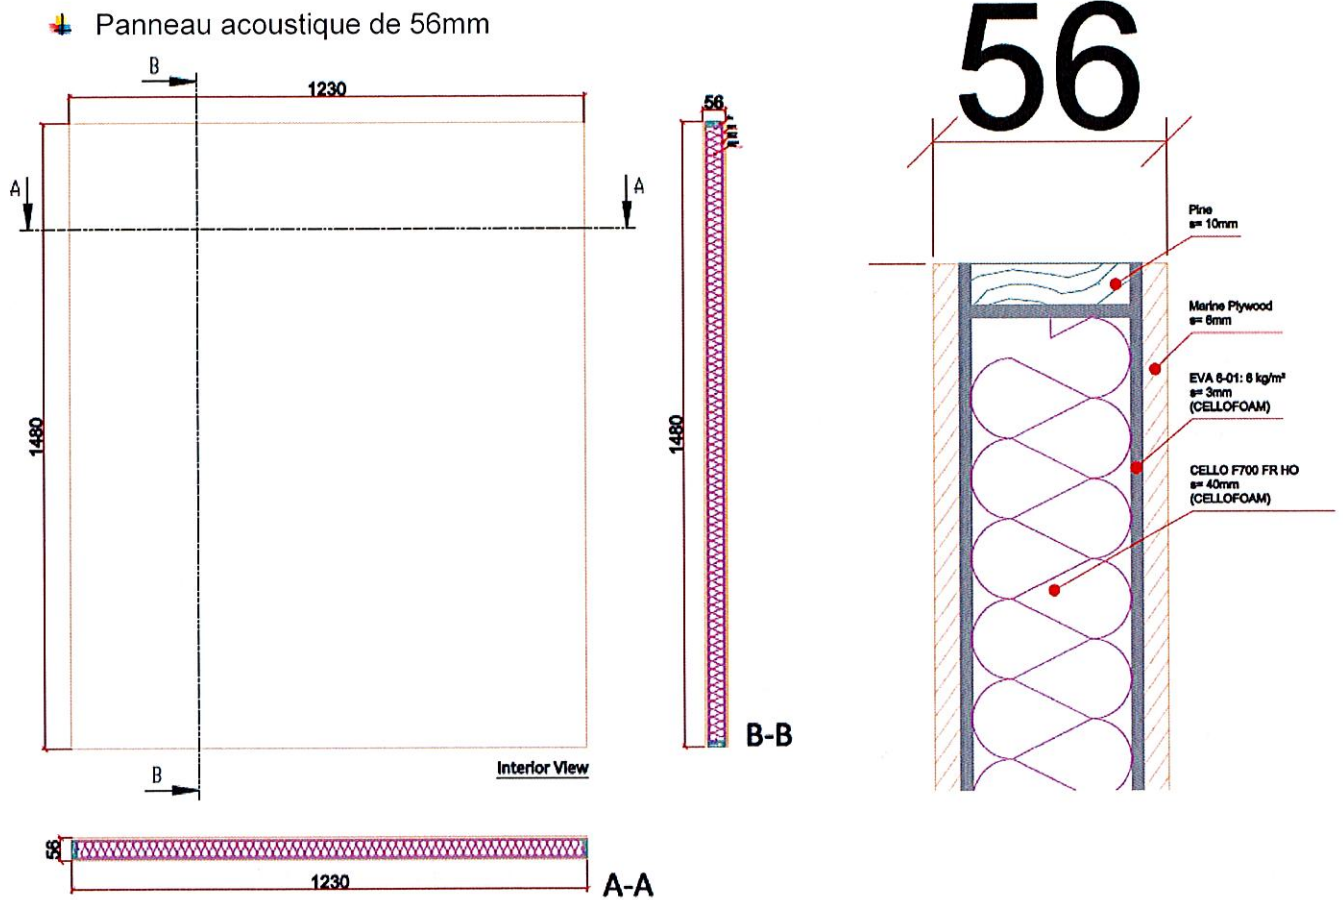 Panneau acoustique de 56mm
56
B
1230
56
A
A
Pine
s= 10mm
Marine Plywood
s= 6mm
EVA 6-01: 6 kg/m²
s= 3mm
(CELLOFOAM)
1480
1480
CELLO F700 FR HO
s= 40mm
(CELLOFOAM)
B-B
B
Interior View
56
1230
A-A